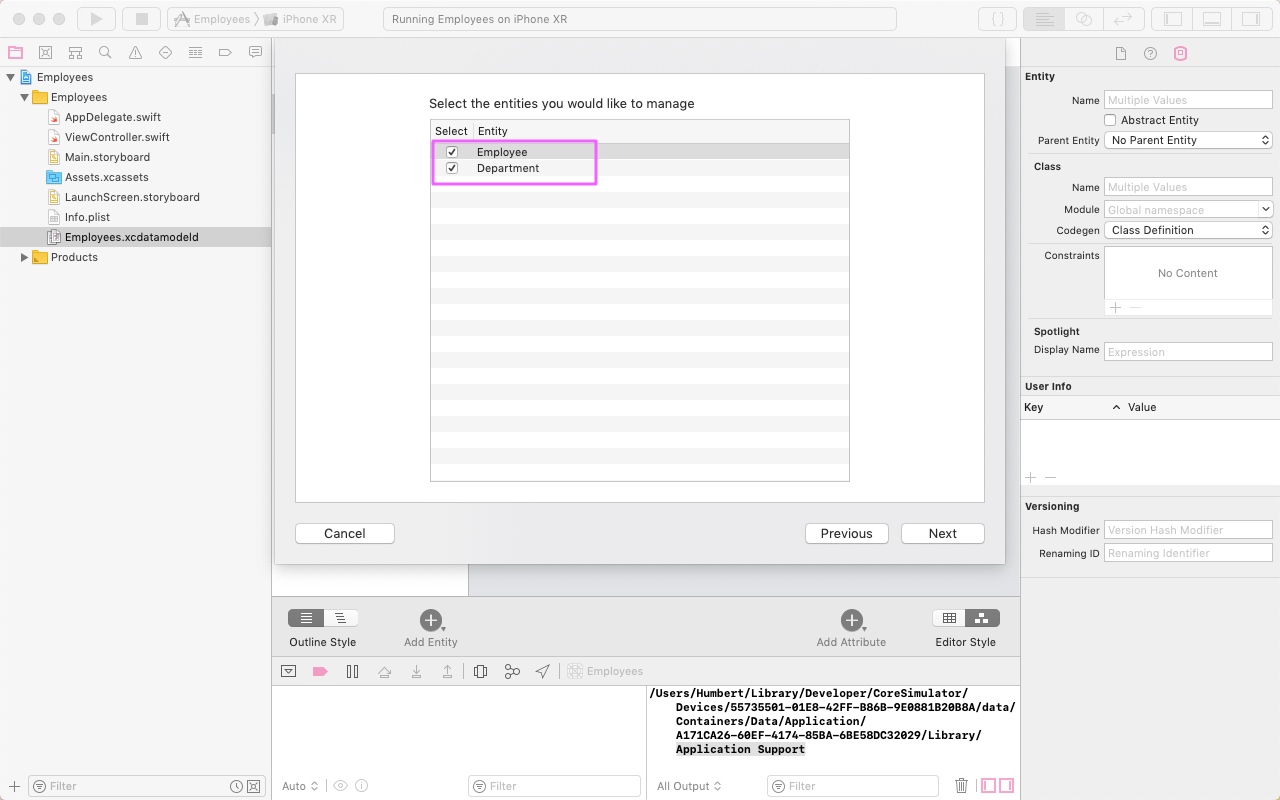 Employees
iPhone XR
Running Employees on iPhone XR
{ }
Employees
Employees
AppDelegate.swift
ViewController.swift
Main.storyboard
Assets.xcassets
LaunchScreen.storyboard
Info.plist
Employees.xcdatamodeld
Products
Filter
Select the entities you would like to manage
Select Entity
Employee
Department
Cancel
Previous
Next
Outline Style
Add Entity
Add Attribute
Editor Style
Employees
/Users/Humbert/Library/Developer/CoreSimulator/
Devices/55735501-01E8-42FF-B86B-9E0881B20B8A/data/
Containers/Data/Application/
A171CA26-60EF-4174-85BA-6BE58DC32029/Library/
Application Support
Auto
Filter
All Output
Filter
Entity
Name Multiple Values
Abstract Entity
Parent Entity No Parent Entity
Class
Name Multiple Values
Module Global namespace
Codegen Class Definition
Constraints
No Content
Spotlight
Display Name Expression
User Info
Key Value
Versioning
Hash Modifier Version Hash Modifier
Renaming ID Renaming Identifier